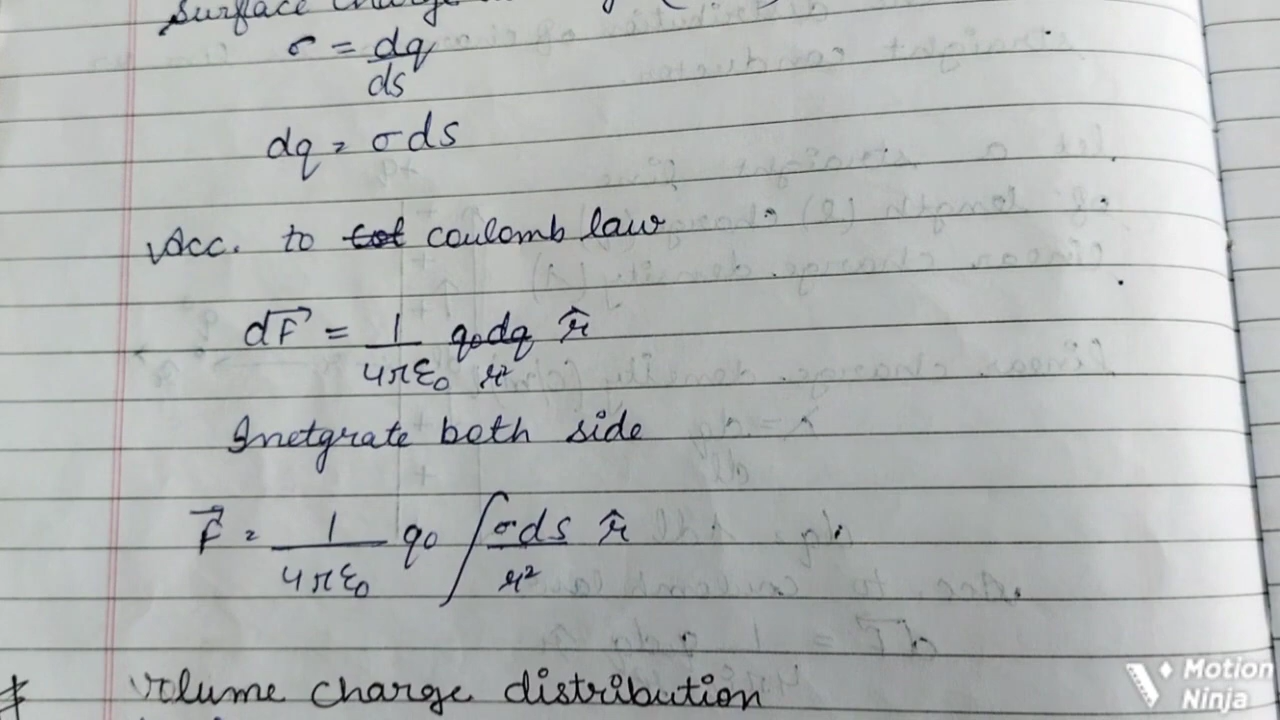 Surface charge
σ = dq/ds
dq = σ ds
Acc. to coulomb law
dF⃗ = 1/4πε₀ q₀dq/r² r̂
Inetgrate both side
F⃗ = 1/4πε₀ q₀ ∫ σds/r² r̂
# Volume charge distribution
Motion
Ninja